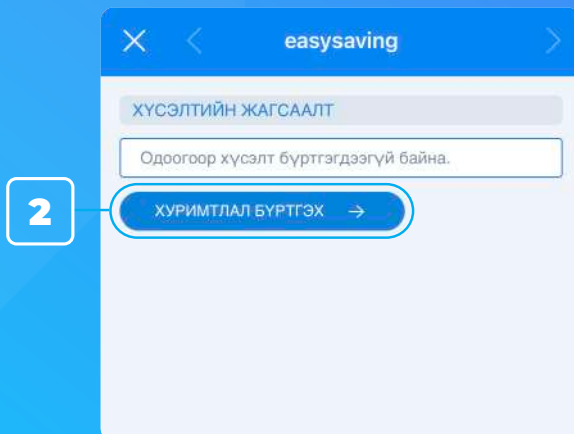 easysaving
ХҮСЭЛТИЙН ЖАГСААЛТ
Одоогоор хүсэлт бүртгэгдээгүй байна.
2
ХУРИМТЛАЛ БҮРТГЭХ →